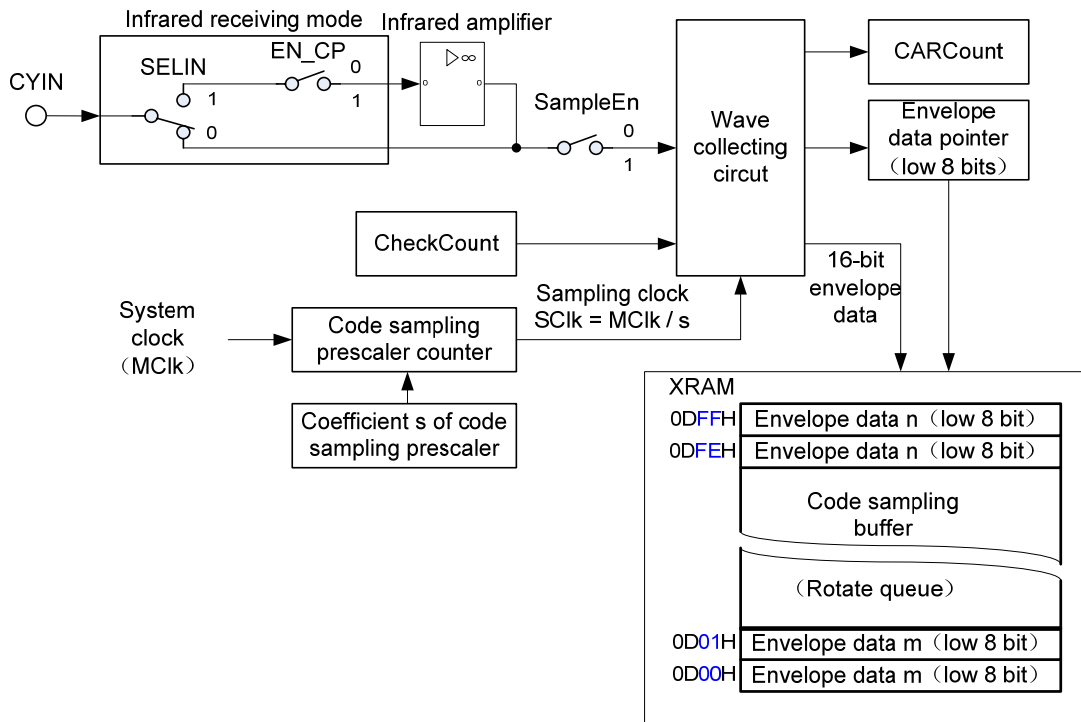 Infrared receiving mode
Infrared amplifier
CYIN
SELIN
EN_CP
0
1
1
0
▷∞
o
o
SampleEn
0
1
Wave
collecting
circut
CARCount
Envelope
data pointer
（low 8 bits）
CheckCount
16-bit
envelope
data
System
clock
（MClk）
Code sampling
prescaler counter
Sampling clock
SClk = MClk / s
Coefficient s of code
sampling prescaler
XRAM
0DFFH Envelope data n（low 8 bit）
0DFEH Envelope data n（low 8 bit）
Code sampling
buffer
（Rotate queue）
0D01H Envelope data m（low 8 bit）
0D00H Envelope data m（low 8 bit）